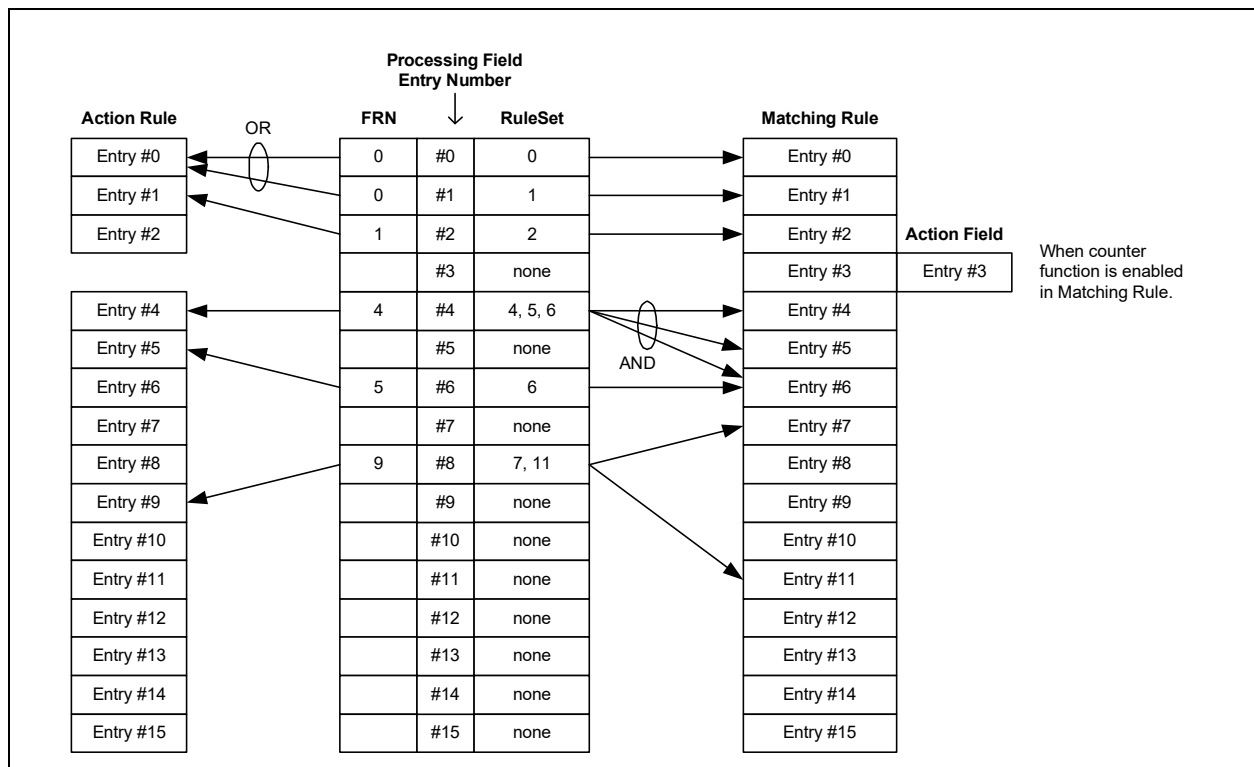 Processing Field
Entry Number
Action Rule
OR
FRN
RuleSet
Matching Rule
Entry #0
0
#0
0
Entry #0
Entry #1
0
#1
1
Entry #1
Entry #2
1
#2
2
Entry #2
Action Field
#3
none
Entry #3
Entry #3
When counter
function is enabled
in Matching Rule.
Entry #4
4
#4
4, 5, 6
Entry #4
Entry #5
#5
none
AND
Entry #5
Entry #6
5
#6
6
Entry #6
Entry #7
#7
none
Entry #7
Entry #8
9
#8
7, 11
Entry #8
Entry #9
#9
none
Entry #9
Entry #10
#10
none
Entry #10
Entry #11
#11
none
Entry #11
Entry #12
#12
none
Entry #12
Entry #13
#13
none
Entry #13
Entry #14
#14
none
Entry #14
Entry #15
#15
none
Entry #15